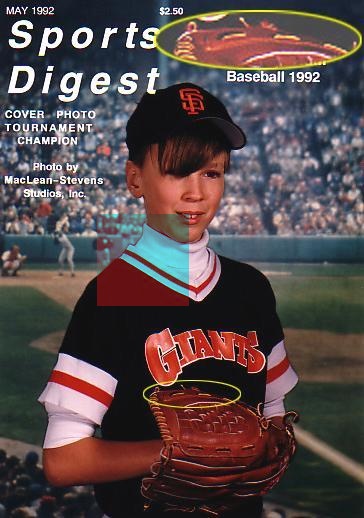 MAY 1992
$2.50
Sports
Digest
Baseball 1992
COVER PHOTO
TOURNAMENT
CHAMPION
Photo by
MacLean-Stevens
Studios, Inc.
SF
GIANTS